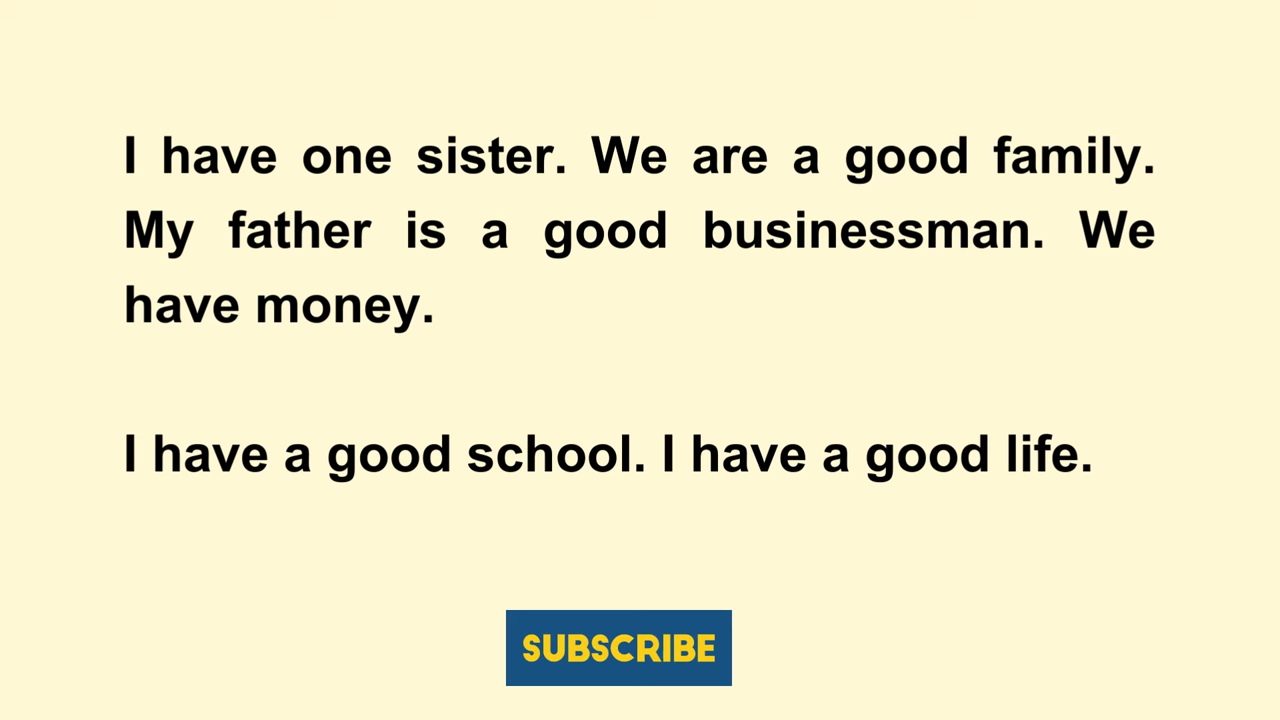 I have one sister. We are a good family.
My father is a good businessman. We
have money.
I have a good school. I have a good life.
SUBSCRIBE